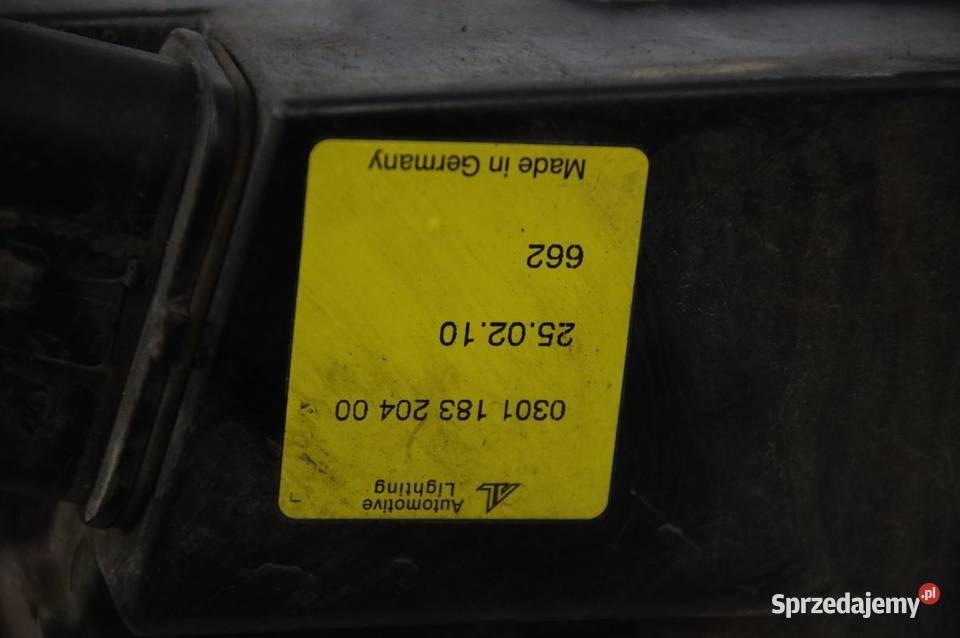 Automotive
Lighting
0301 183 204 00
25.02.10
662
Made in Germany
Sprzedajemy.pl